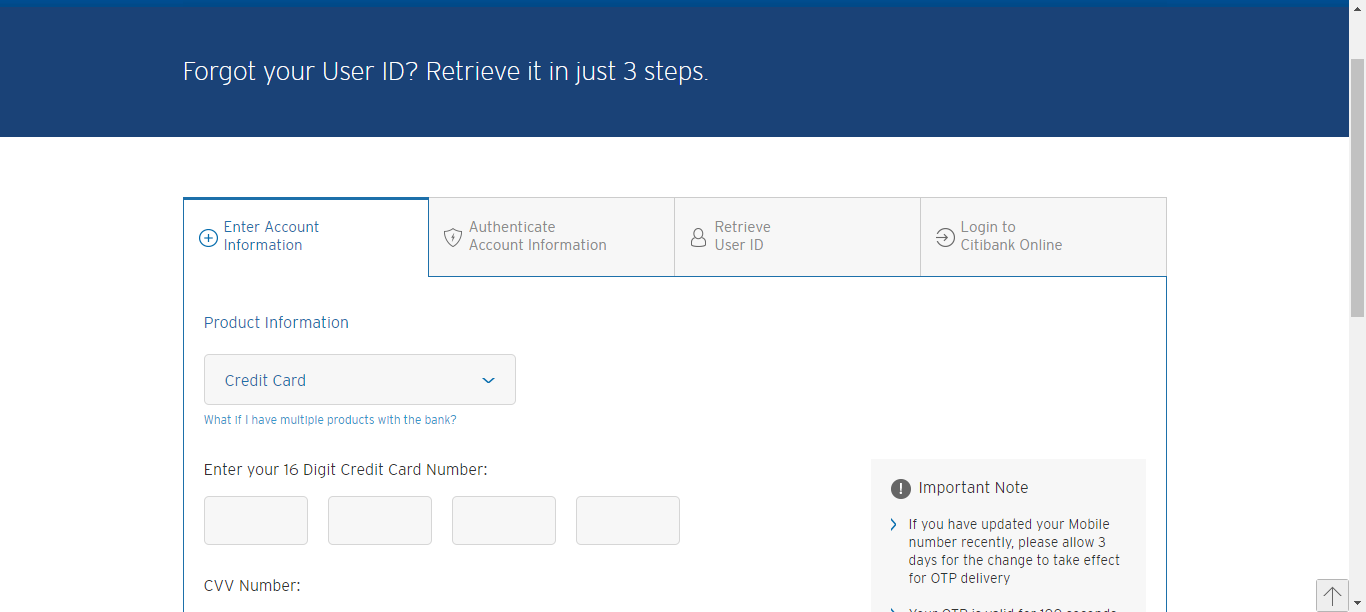 Forgot your User ID? Retrieve it in just 3 steps.
Enter Account
Information
Authenticate
Account Information
Retrieve
User ID
Login to
Citibank Online
Product Information
Credit Card
What if I have multiple products with the bank?
Enter your 16 Digit Credit Card Number:
CVV Number:
Important Note
If you have updated your Mobile
number recently, please allow 3
days for the change to take effect
for OTP delivery